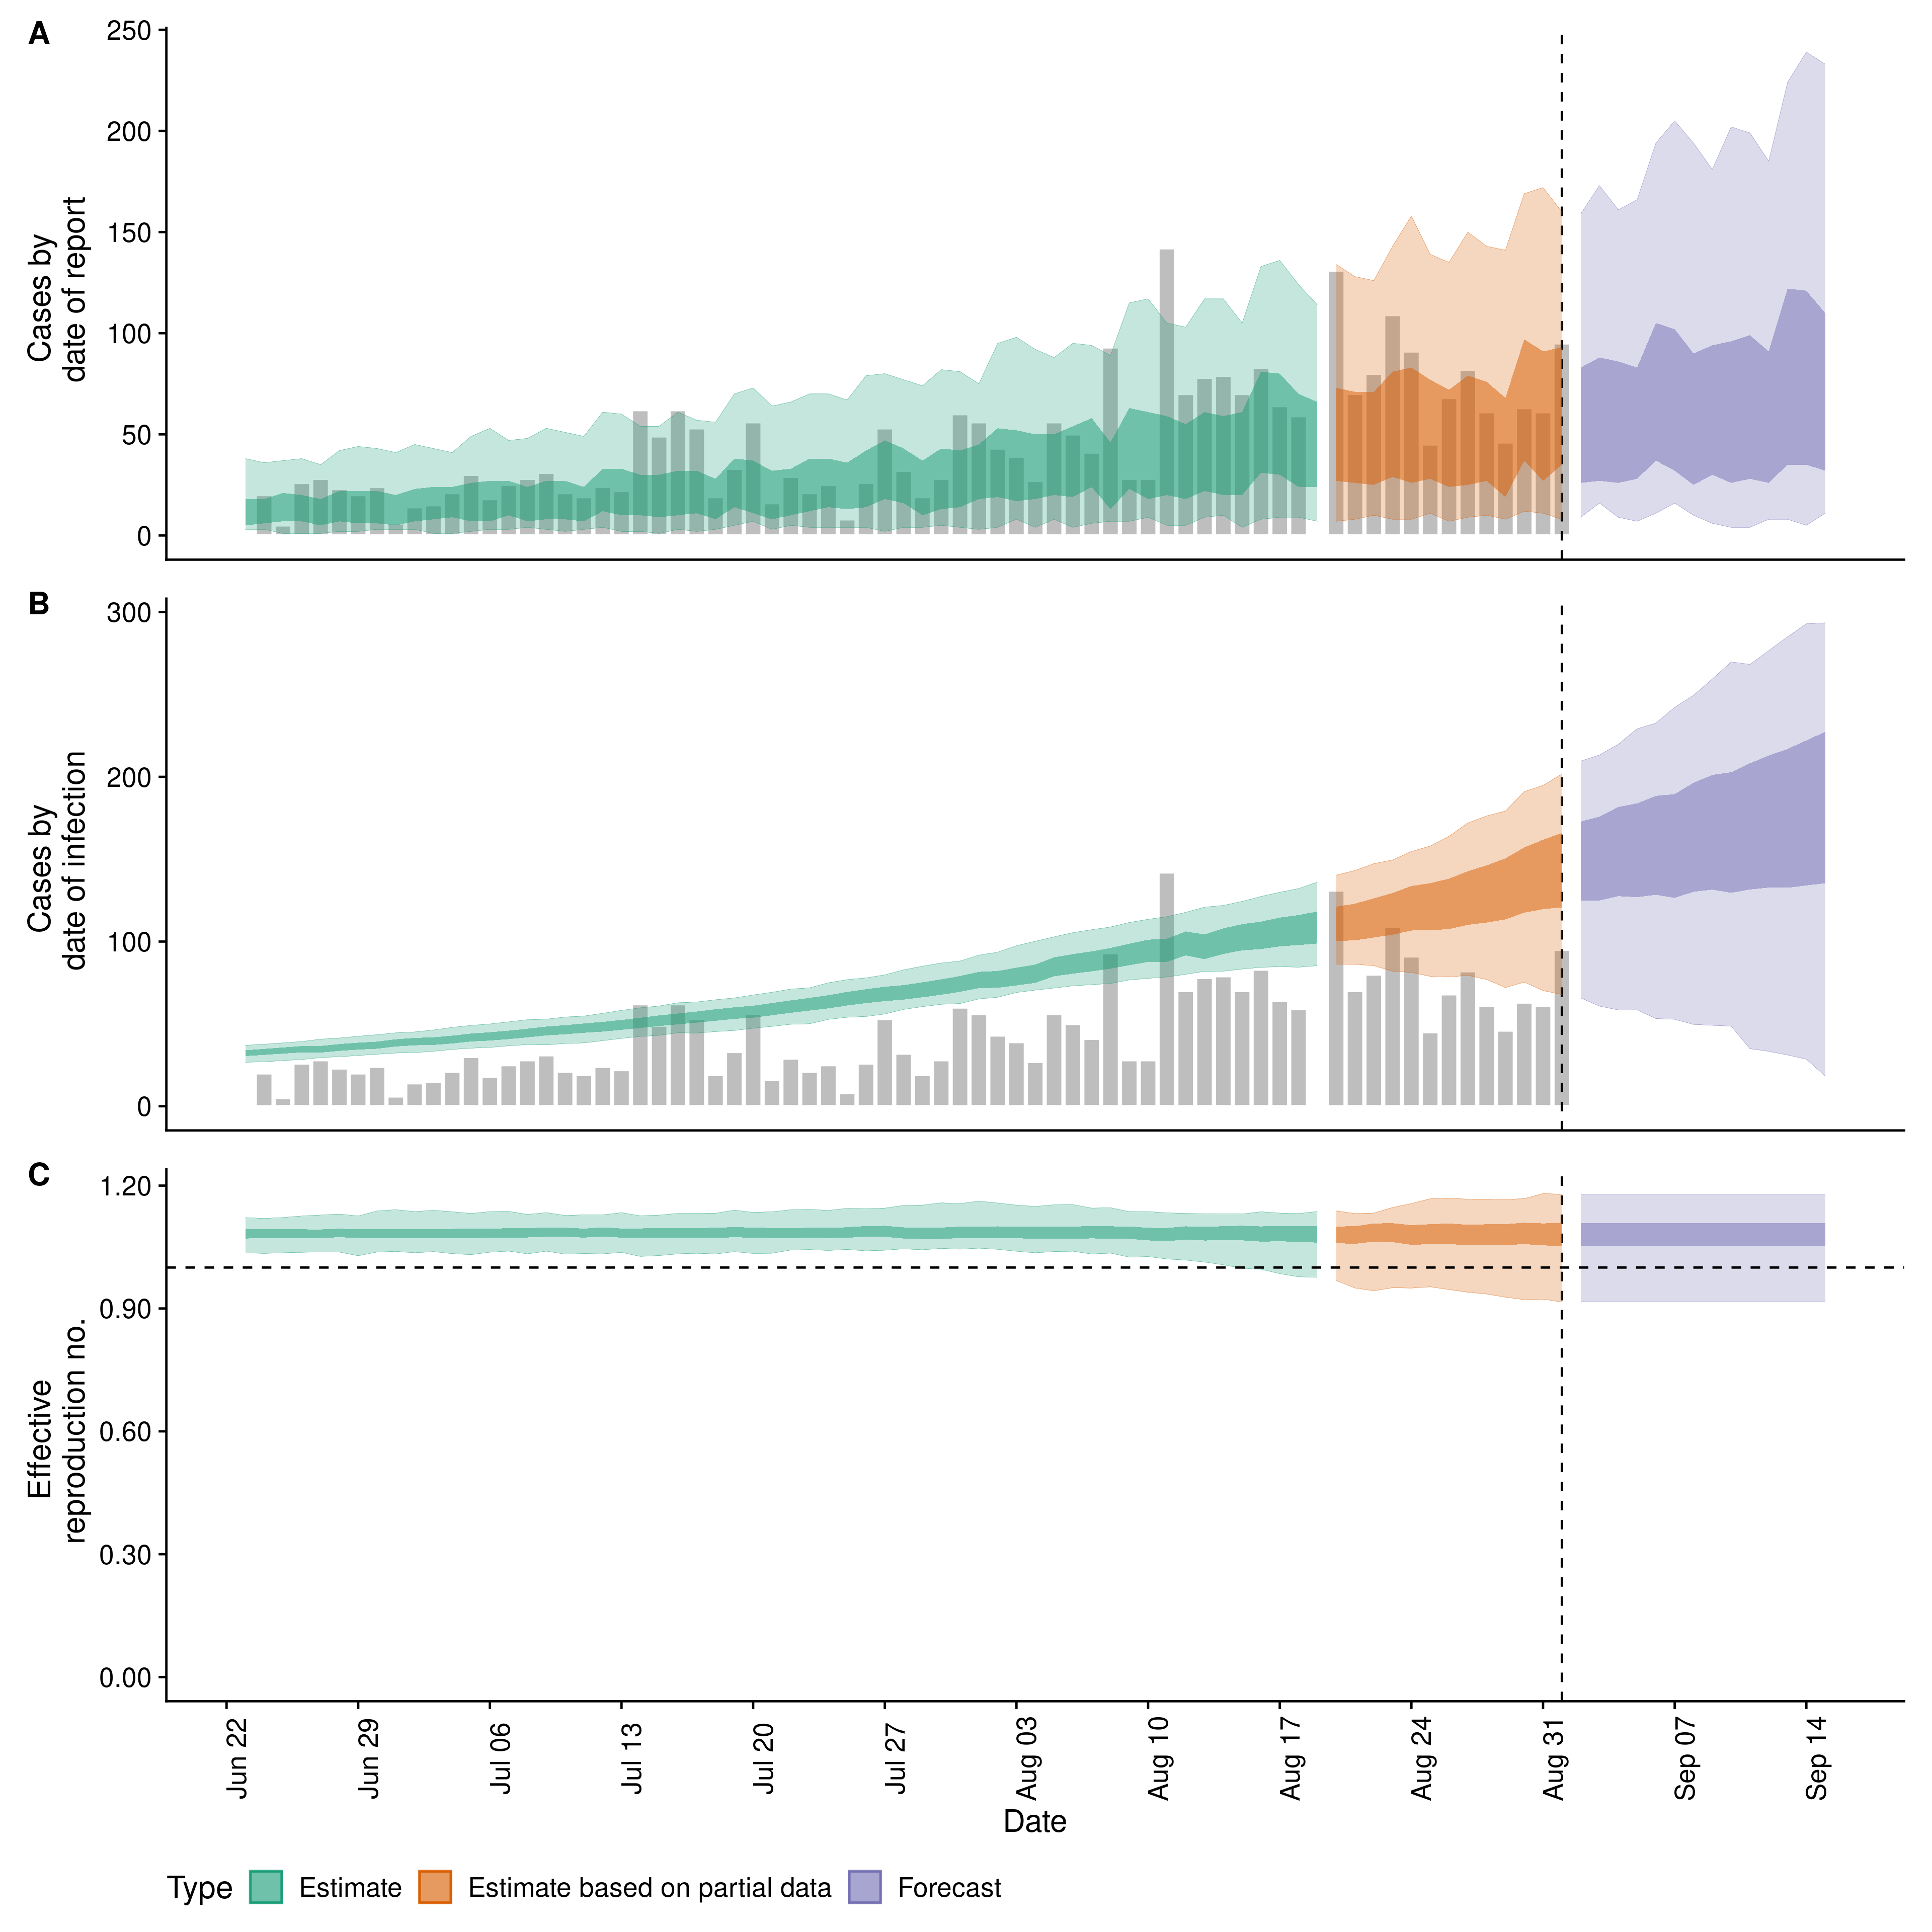 A
250
200
150
100
50
0
Cases by
date of report
B
300
200
100
0
Cases by
date of infection
C
1.20
0.90
0.60
0.30
0.00
Effective
reproduction no.
Jun 22
Jun 29
Jul 06
Jul 13
Jul 20
Jul 27
Aug 03
Aug 10
Aug 17
Aug 24
Aug 31
Sep 07
Sep 14
Date
Type Estimate Estimate based on partial data Forecast